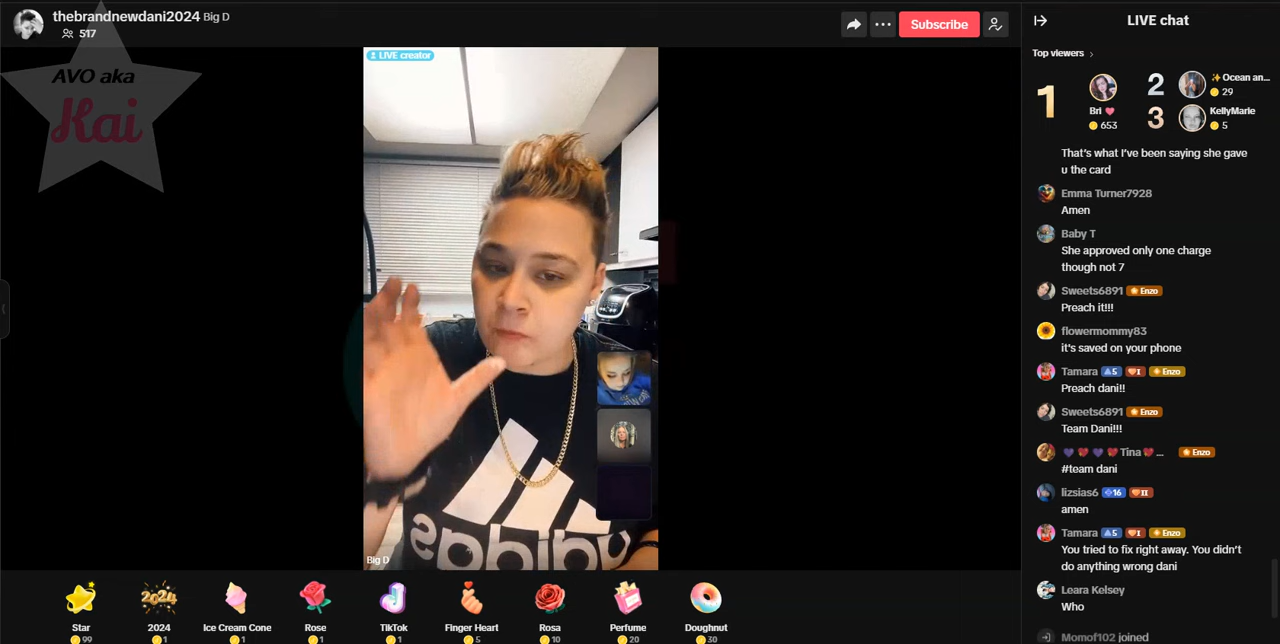 thebrandnewdani2024 Big D
517
Subscribe
AVO aka
Kai
LIVE creator
adidas
Big D
Star
99
2024
2024
1
Ice Cream Cone
1
Rose
1
TikTok
1
Finger Heart
5
Rosa
10
Perfume
20
Doughnut
30
LIVE chat
Top viewers
1
Bri
653
2
Ocean an...
29
3
KellyMarie
5
That's what I've been saying she gave
u the card
Emma Turner7928
Amen
Baby T
She approved only one charge
though not 7
Sweets6891 Enzo
Preach it!!!
flowermommy83
it's saved on your phone
Tamara 5 I Enzo
Preach dani!!
Sweets6891 Enzo
Team Dani!!!
Tina ... Enzo
#team dani
lizsias6 16 II
amen
Tamara 5 I Enzo
You tried to fix right away. You didn't
do anything wrong dani
Leara Kelsey
Who
Momof102 joined